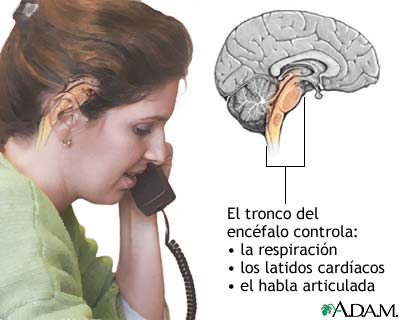 El tronco del
encéfalo controla:
• la respiración
• los latidos cardíacos
• el habla articulada
A.D.A.M.